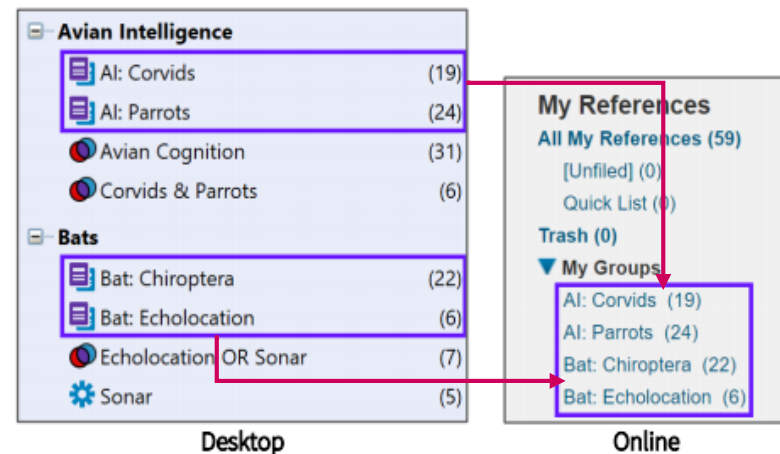 Avian Intelligence
AI: Corvids (19)
AI: Parrots (24)
Avian Cognition (31)
Corvids & Parrots (6)
Bats
Bat: Chiroptera (22)
Bat: Echolocation (6)
Echolocation OR Sonar (7)
Sonar (5)
Desktop
My References
All My References (59)
[Unfiled] (0)
Quick List (0)
Trash (0)
My Groups
AI: Corvids (19)
AI: Parrots (24)
Bat: Chiroptera (22)
Bat: Echolocation (6)
Online